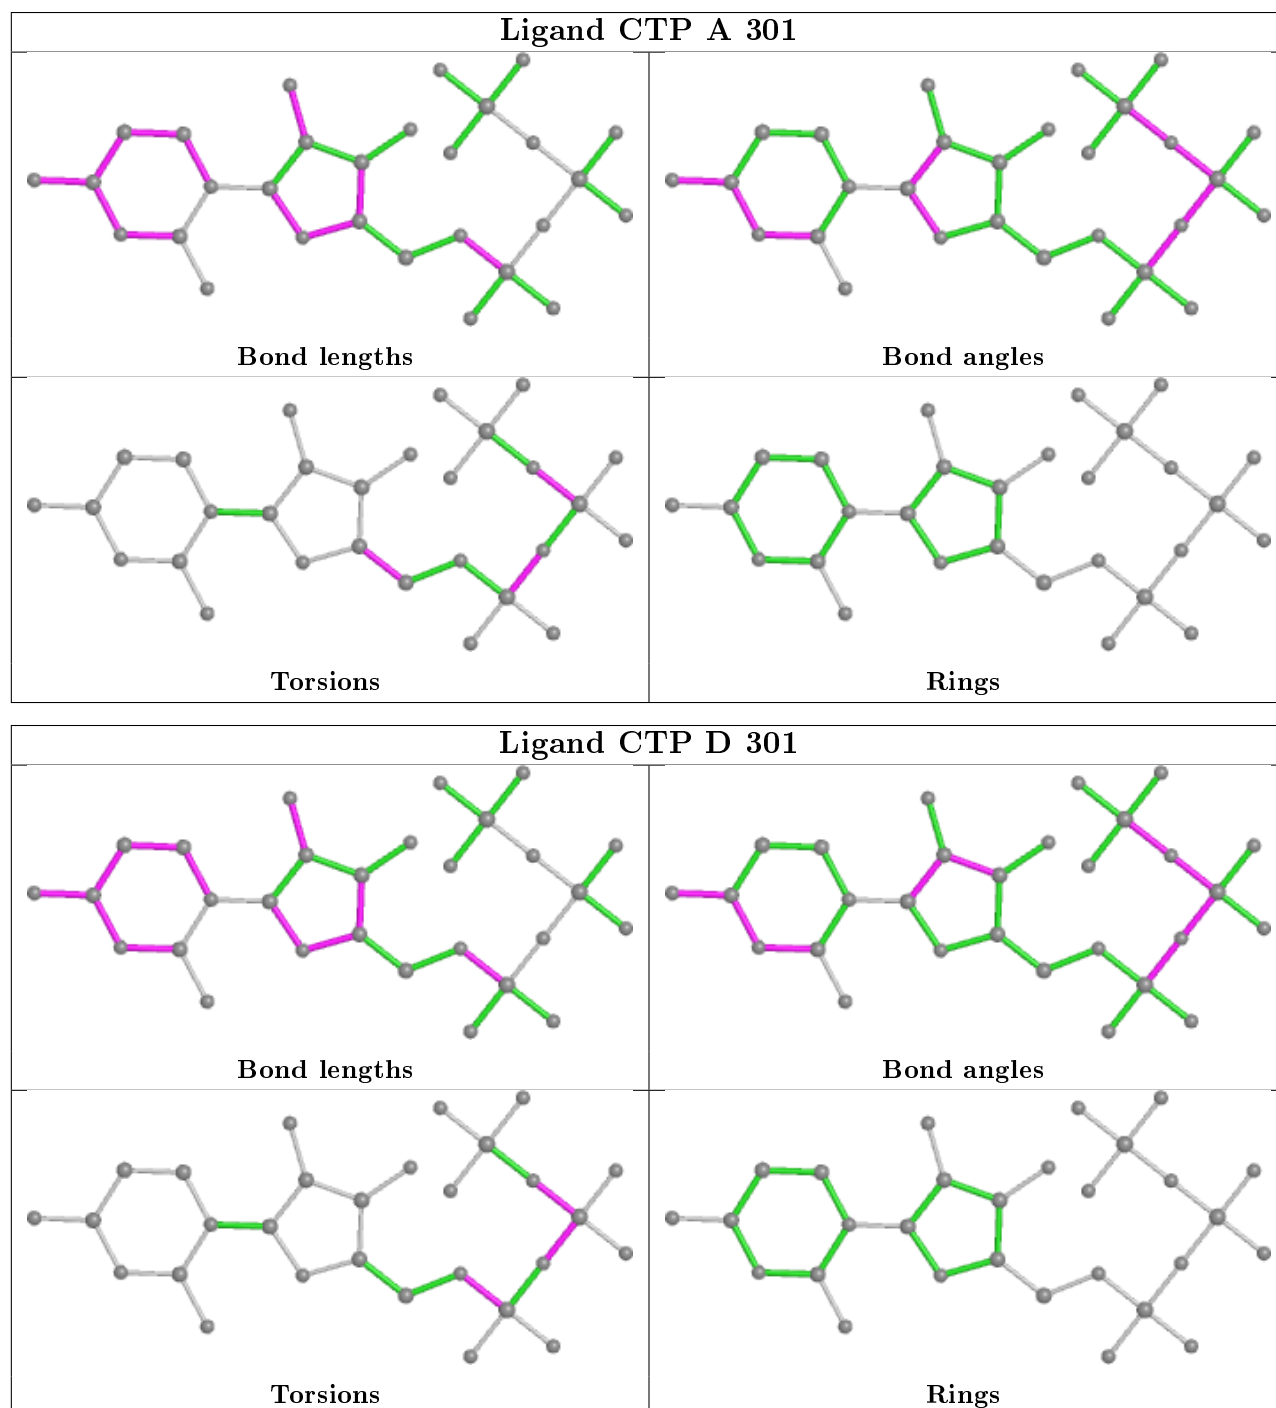 Ligand CTP A 301
Bond lengths
Bond angles
Torsions
Rings
Ligand CTP D 301
Bond lengths
Bond angles
Torsions
Rings